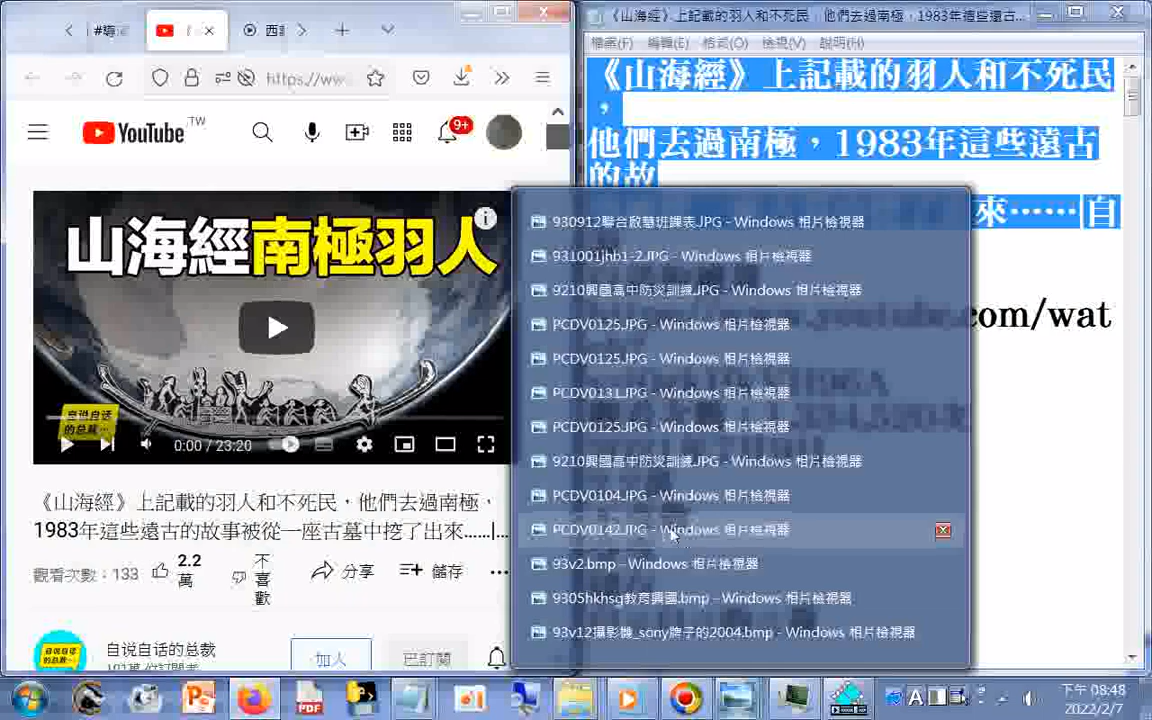 #瑜
西
https://ww
YouTube TW
9+
山海經南極羽人
自说自话
的总裁
0:00 / 23:20
《山海經》上記載的羽人和不死民，他們去過南極，
1983年這些遠古的故事被從一座古墓中挖了出來……|...
觀看次數：133
2.2
萬
不
喜
歡
分享
儲存
自说自话的总裁
加入
已訂閱
《山海經》上記載的羽人和不死民，他們去過南極，1983年這些遠古...
檔案(F) 編輯(E) 格式(O) 檢視(V) 說明(H)
《山海經》上記載的羽人和不死民
，
他們去過南極，1983年這些遠古
的故
來……|自
youtube.com/wat
930912聯合啟慧班課表.JPG - Windows 相片檢視器
931001jhb1-2.JPG - Windows 相片檢視器
9210興國高中防災訓練.JPG - Windows 相片檢視器
PCDV0125.JPG - Windows 相片檢視器
PCDV0125.JPG - Windows 相片檢視器
PCDV0131.JPG - Windows 相片檢視器
PCDV0125.JPG - Windows 相片檢視器
9210興國高中防災訓練.JPG - Windows 相片檢視器
PCDV0104.JPG - Windows 相片檢視器
PCDV0142.JPG - Windows 相片檢視器
93v2.bmp - Windows 相片檢視器
9305hkhsg教育興國.bmp - Windows 相片檢視器
93v12攝影機_sony牌子的2004.bmp - Windows 相片檢視器
PDF
A
下午 08:48
2022/2/7